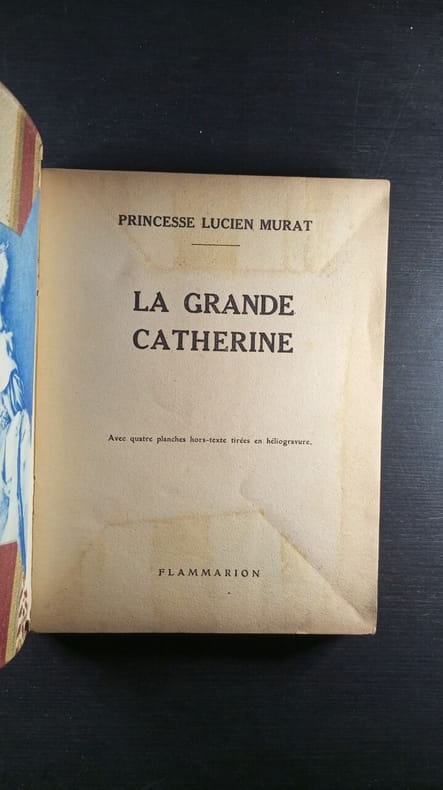 PRINCESSE LUCIEN MURAT
LA GRANDE
CATHERINE
Avec quatre planches hors-texte tirées en héliogravure.
FLAMMARION